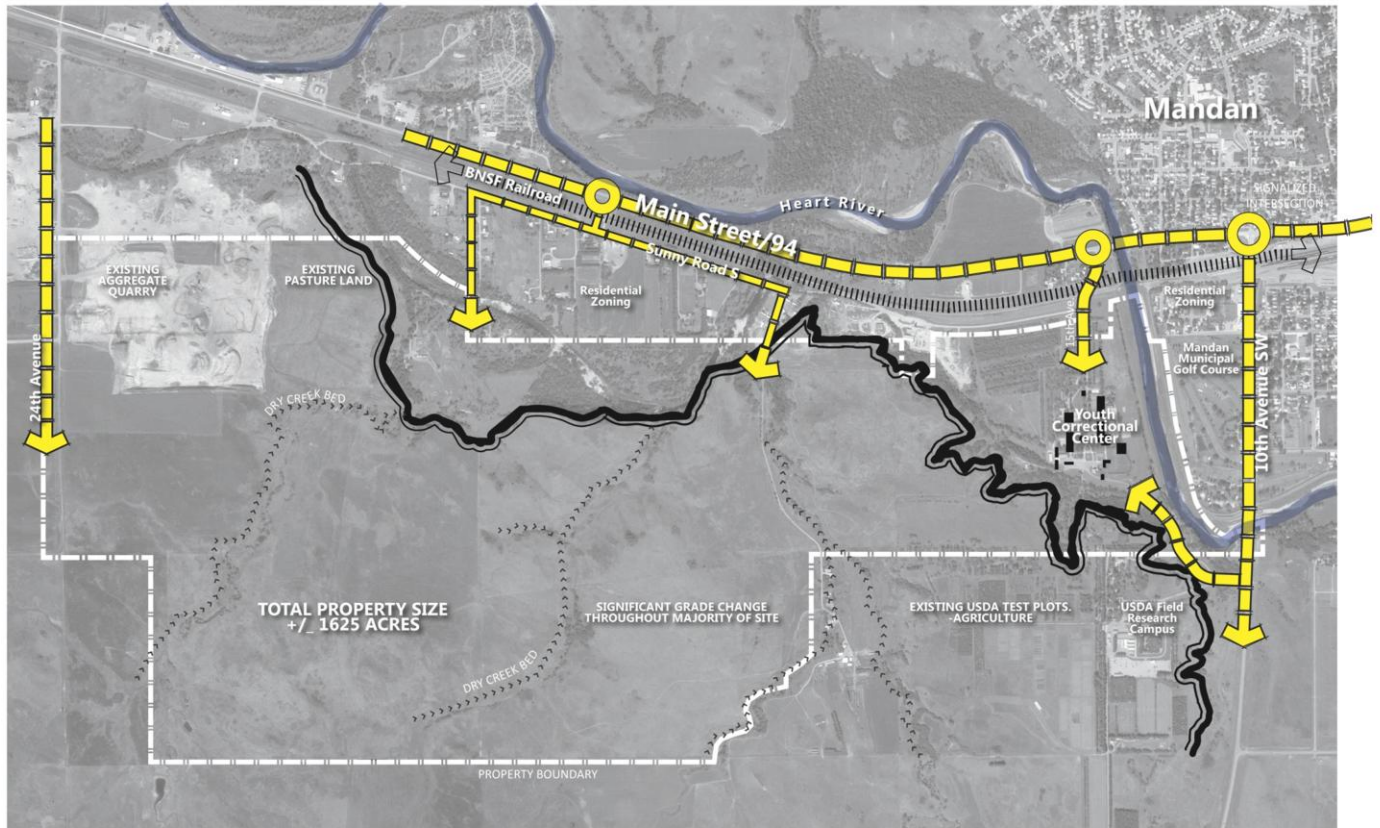 Mandan
SIGNALIZED
INTERSECTION
BNSF Railroad
Main Street/94
Heart River
Sunny Road S
EXISTING
AGGREGATE
QUARRY
EXISTING
PASTURE LAND
Residential
Zoning
Residential
Zoning
15th Ave
Mandan
Municipal
Golf Course
24th Avenue
10th Avenue SW
DRY CREEK BED
Youth
Correctional
Center
TOTAL PROPERTY SIZE
+/_ 1625 ACRES
SIGNIFICANT GRADE CHANGE
THROUGHOUT MAJORITY OF SITE
EXISTING USDA TEST PLOTS.
-AGRICULTURE
USDA Field
Research
Campus
DRY CREEK BED
PROPERTY BOUNDARY